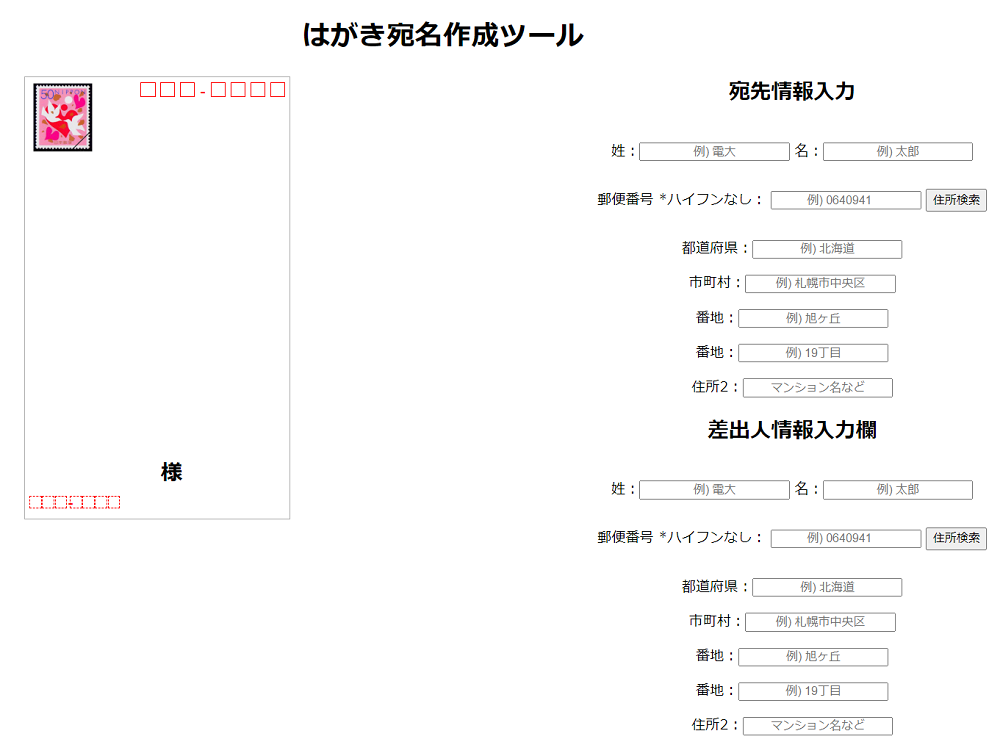 はがき宛名作成ツール
50 NIPPON
-
様
-
宛先情報入力
姓： 例) 電大 名： 例) 太郎
郵便番号 *ハイフンなし： 例) 0640941 住所検索
都道府県： 例) 北海道
市町村： 例) 札幌市中央区
番地： 例) 旭ヶ丘
番地： 例) 19丁目
住所2： マンション名など
差出人情報入力欄
姓： 例) 電大 名： 例) 太郎
郵便番号 *ハイフンなし： 例) 0640941 住所検索
都道府県： 例) 北海道
市町村： 例) 札幌市中央区
番地： 例) 旭ヶ丘
番地： 例) 19丁目
住所2： マンション名など